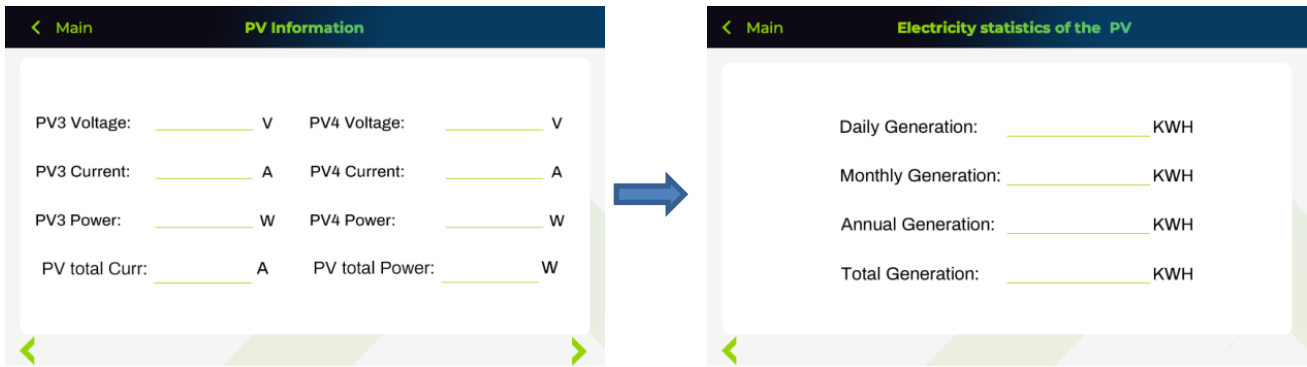 Main PV Information
PV3 Voltage: V PV4 Voltage: V
PV3 Current: A PV4 Current: A
PV3 Power: W PV4 Power: W
PV total Curr: A PV total Power: W
Main Electricity statistics of the PV
Daily Generation: KWH
Monthly Generation: KWH
Annual Generation: KWH
Total Generation: KWH